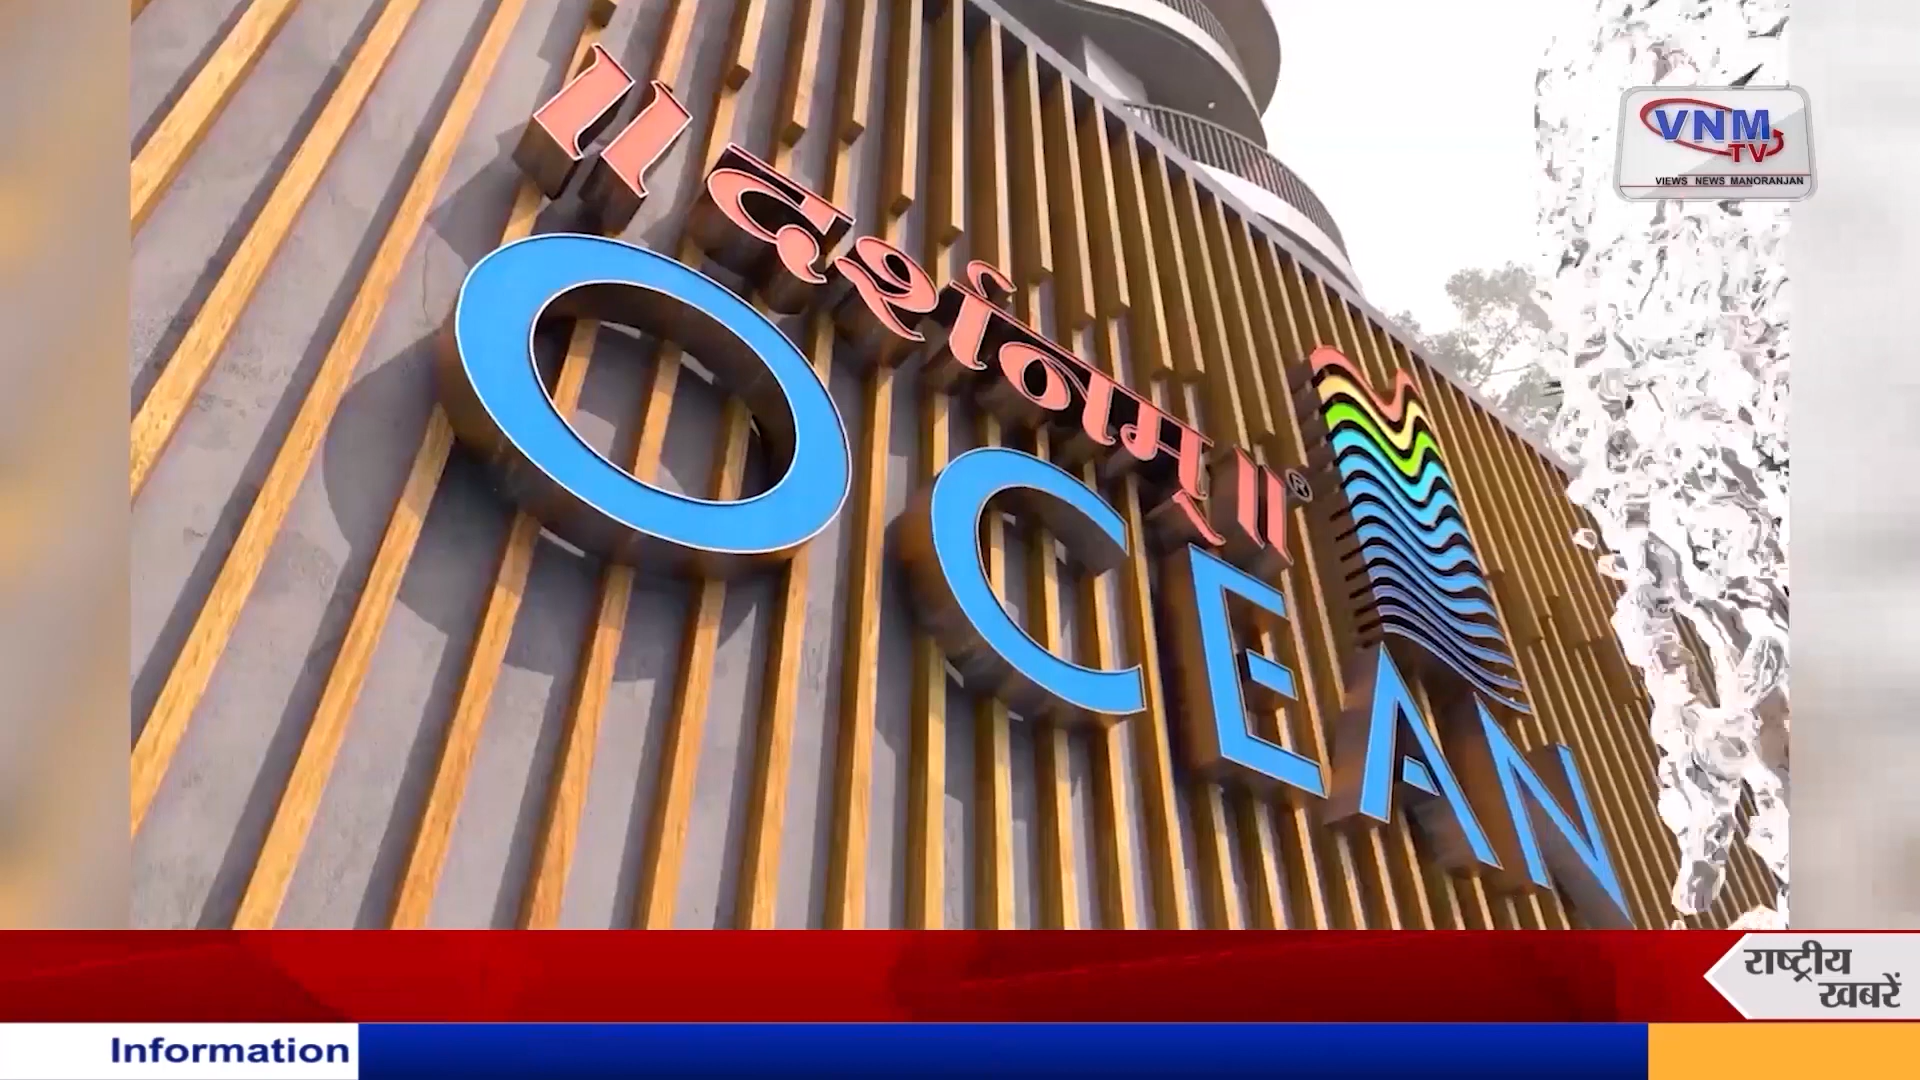 ॥ दर्शनम् ॥®
OCEAN
VNM
TV
VIEWS NEWS MANORANJAN
राष्ट्रीय
खबरें
Information